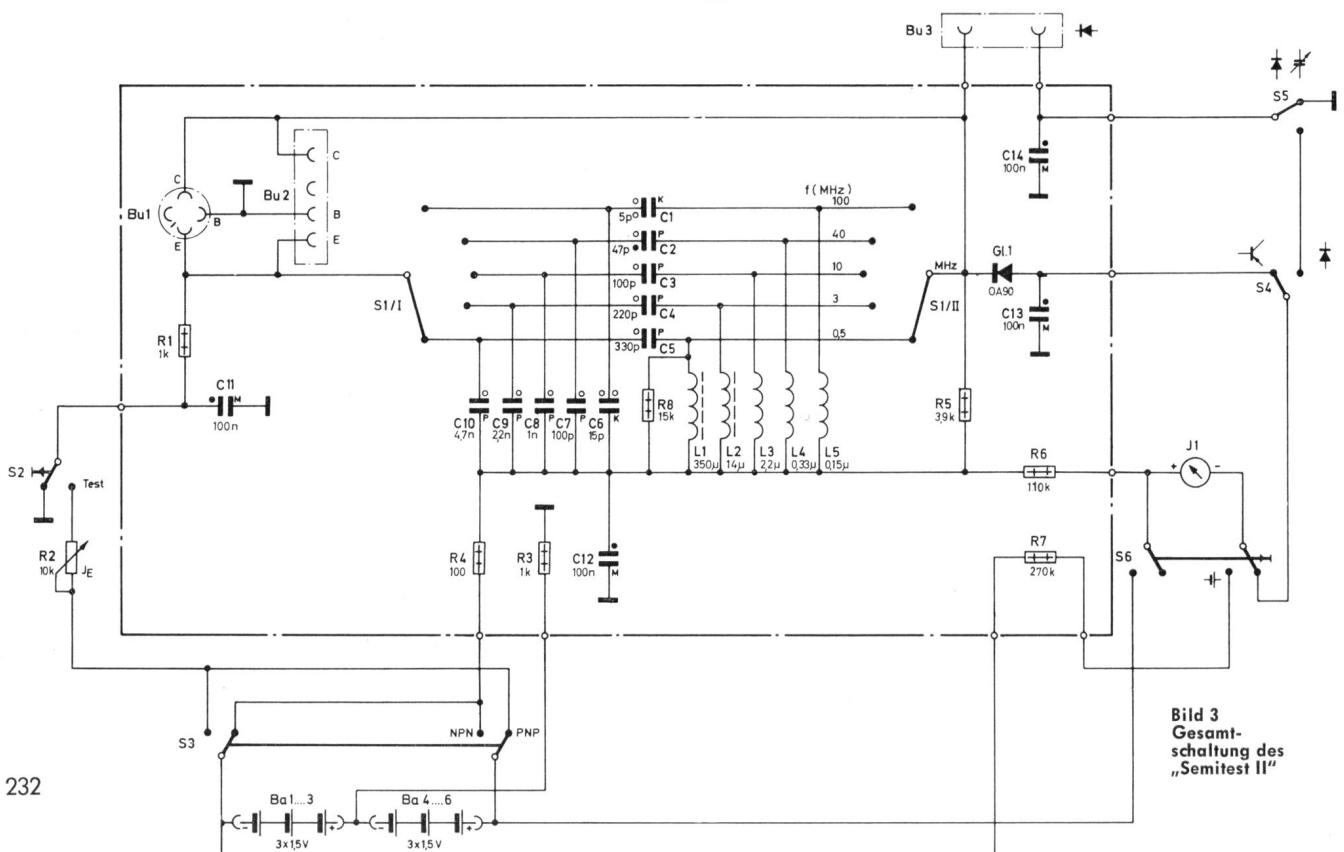 Bu 3
S5
C
C
Bu 2
Bu1
B
B
E
E
C14
100n
M
f (MHz)
100
5p
K
C1
47p
P
C2
40
100p
P
C3
10
220p
P
C4
3
330p
P
C5
0,5
S1/I
S1/II
MHz
Gl.1
OA90
C13
100n
M
S4
R1
1k
C11
M
100n
S2
Test
R2
10k
JE
C10
4,7n
P
C9
2,2n
P
C8
1n
P
C7
100p
P
C6
15p
K
R8
15k
L1
350µ
L2
14µ
L3
2,2µ
L4
0,33µ
L5
0,15µ
R5
3,9k
R6
110k
J1
+
-
R4
100
R3
1k
C12
100n
M
R7
270k
S6
S3
NPN
PNP
Ba 1....3
Ba 4....6
-
+
-
+
3x1,5V
3x1,5V
Bild 3
Gesamt-
schaltung des
„Semitest II“
232